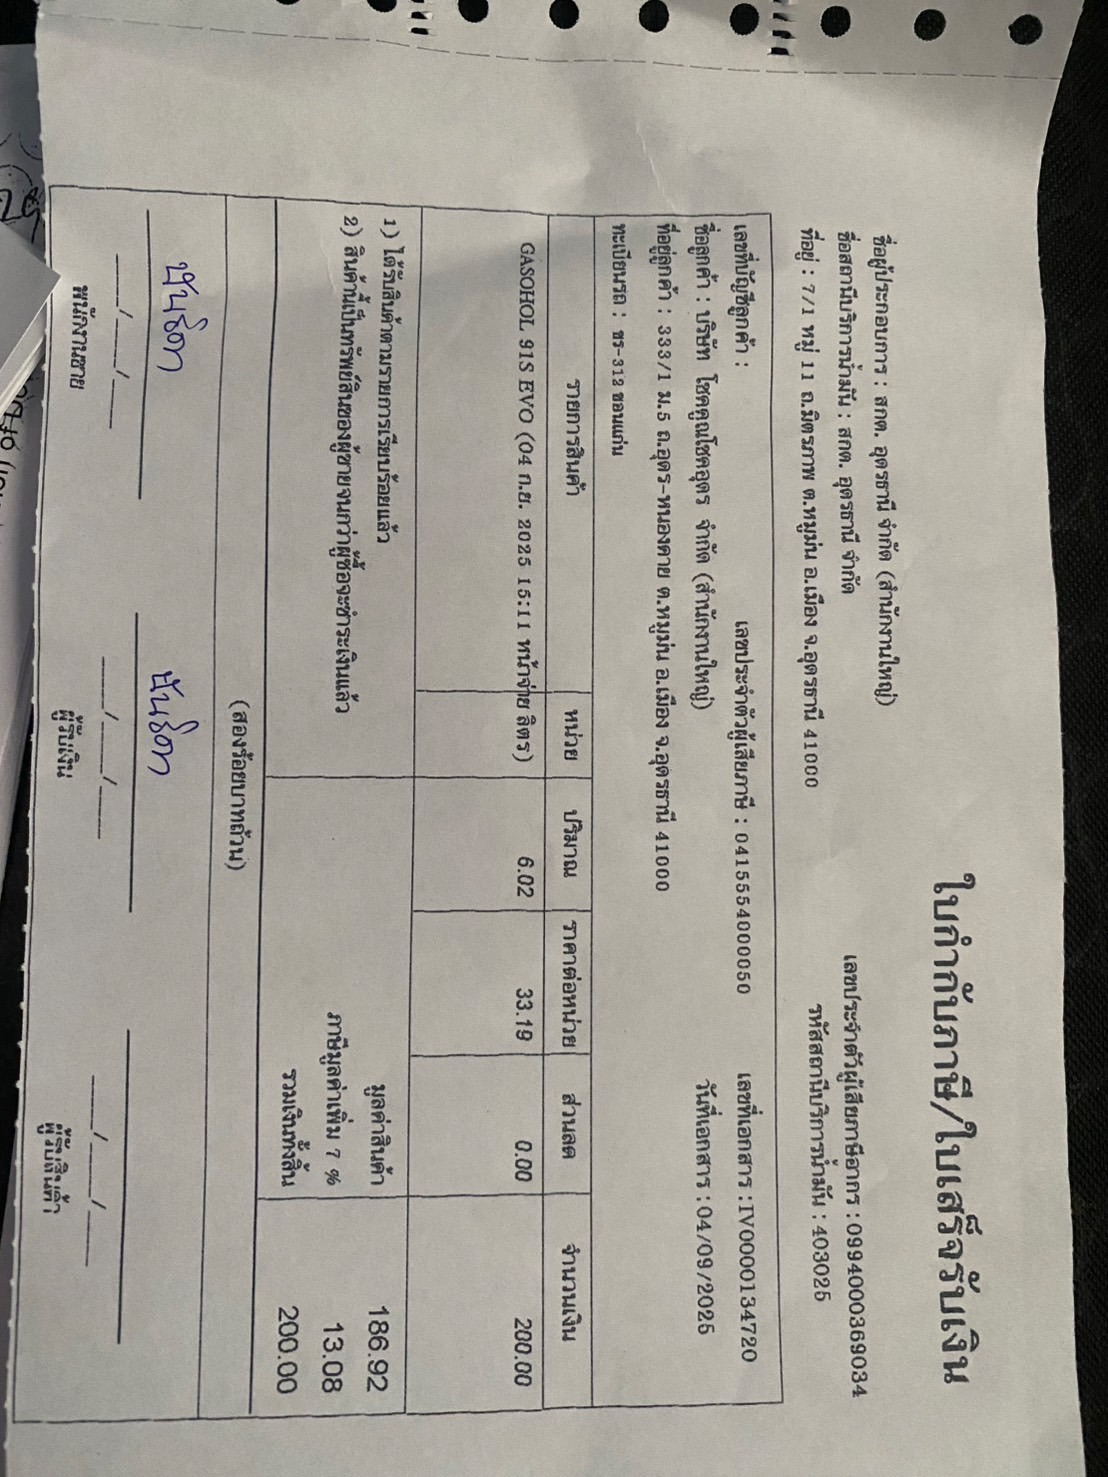 ใบกำกับภาษี/ใบเสร็จรับเงิน
ชื่อผู้ประกอบการ : สกต. อุดรธานี จำกัด (สำนักงานใหญ่) เลขประจำตัวผู้เสียภาษีอากร : 0994000369034
ชื่อสถานีบริการน้ำมัน : สกต. อุดรธานี จำกัด รหัสสถานีบริการน้ำมัน : 403025
ที่อยู่ : 7/1 หมู่ 11 ถ.มิตรภาพ ต.หมูม่น อ.เมือง จ.อุดรธานี 41000
เลขที่บัญชีลูกค้า : เลขประจำตัวผู้เสียภาษี : 0415554000050 เลขที่เอกสาร : IV0000134720
ชื่อลูกค้า : บริษัท โชคคูณโชคอุดร จำกัด (สำนักงานใหญ่) วันที่เอกสาร : 04/09/2025
ที่อยู่ลูกค้า : 333/1 ม.5 ถ.อุดร-หนองคาย ต.หมูม่น อ.เมือง จ.อุดรธานี 41000
ทะเบียนรถ : ขร-313 ขอนแก่น
รายการสินค้า หน่วย ปริมาณ ราคาต่อหน่วย ส่วนลด จำนวนเงิน
GASOHOL 91S EVO (04 ก.ย. 2025 15:11 หน้าจ่าย ลิตร) 6.02 33.19 0.00 200.00
1) ได้รับสินค้าตามรายการเรียบร้อยแล้ว มูลค่าสินค้า 186.92
2) สินค้านี้เป็นทรัพย์สินของผู้ขายจนกว่าผู้ซื้อจะชำระเงินแล้ว ภาษีมูลค่าเพิ่ม 7 % 13.08
รวมเงินทั้งสิ้น 200.00
(สองร้อยบาทถ้วน)
___/___/___ ___/___/___ ___/___/___
พนักงานขาย ผู้รับเงิน ผู้รับสินค้า